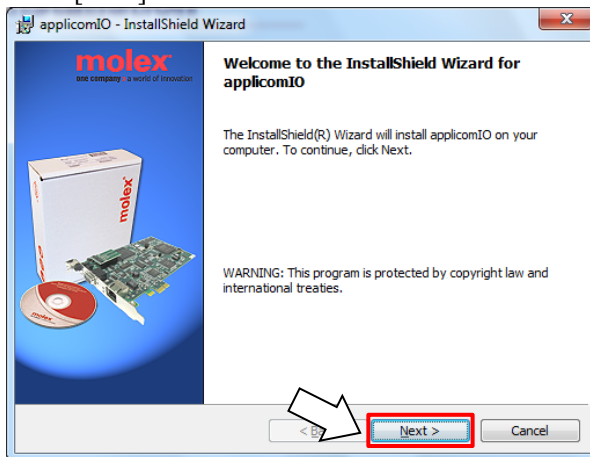 applicomIO - InstallShield Wizard
molex
one company a world of innovation
Welcome to the InstallShield Wizard for
applicomIO
The InstallShield(R) Wizard will install applicomIO on your
computer. To continue, click Next.
molex
molex
WARNING: This program is protected by copyright law and
international treaties.
Next >
Cancel